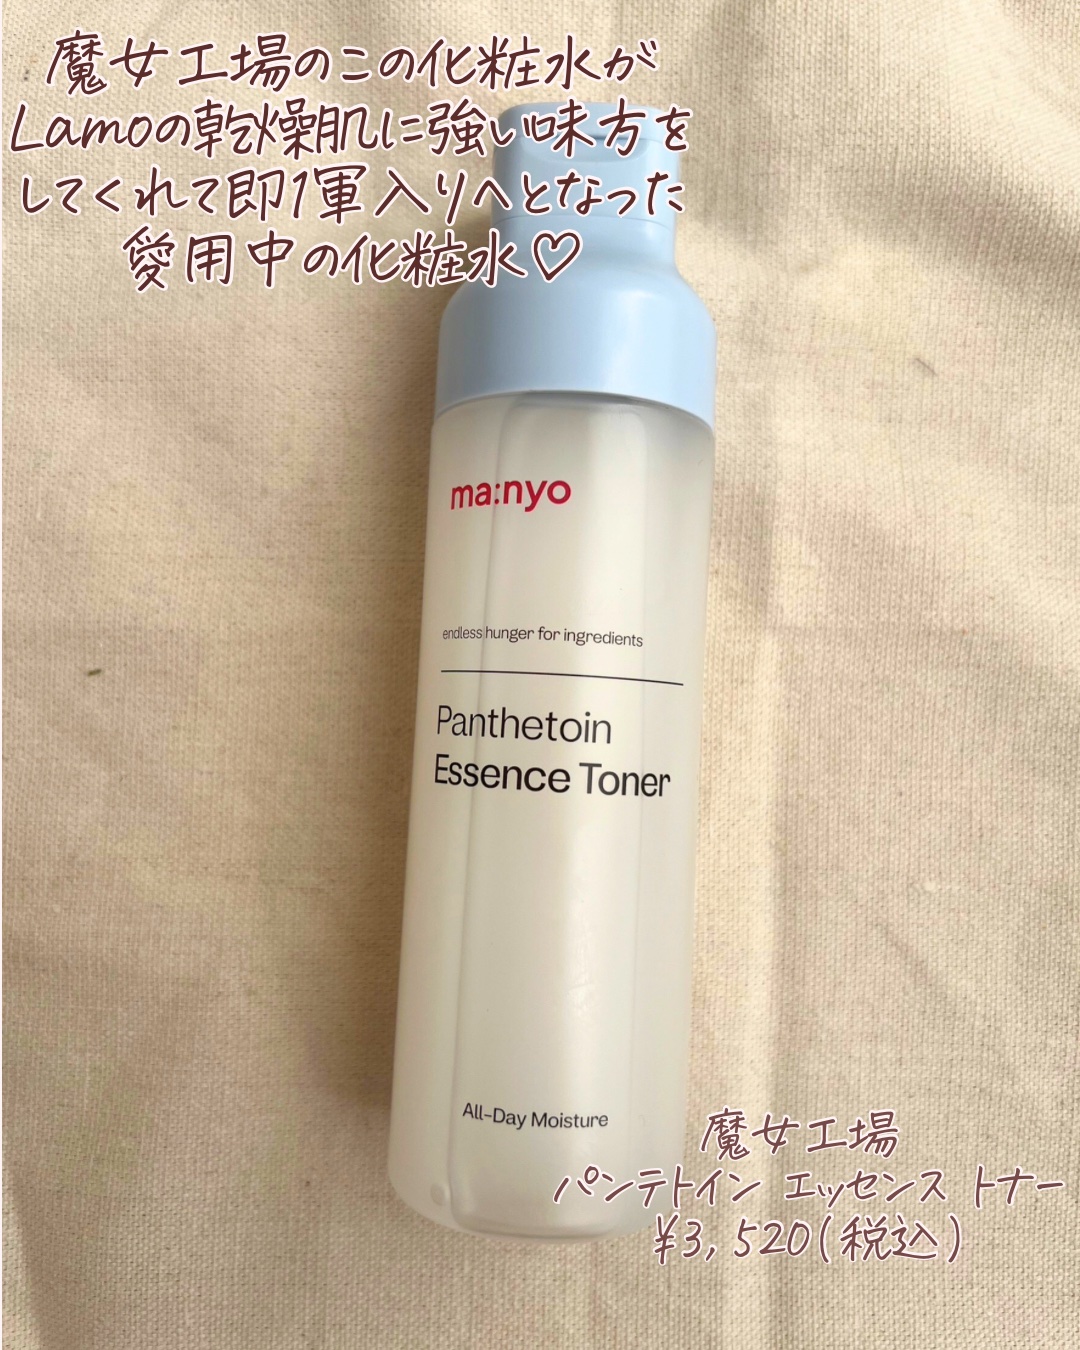 魔女工場のこの化粧水が
Lamoの乾燥肌に強い味方を
してくれて即1軍入りへとなった
愛用中の化粧水♡
ma:nyo
endless hunger for ingredients
Panthetoin
Essence Toner
All-Day Moisture
魔女工場
パンテトイン エッセンス トナー
¥3,520(税込)